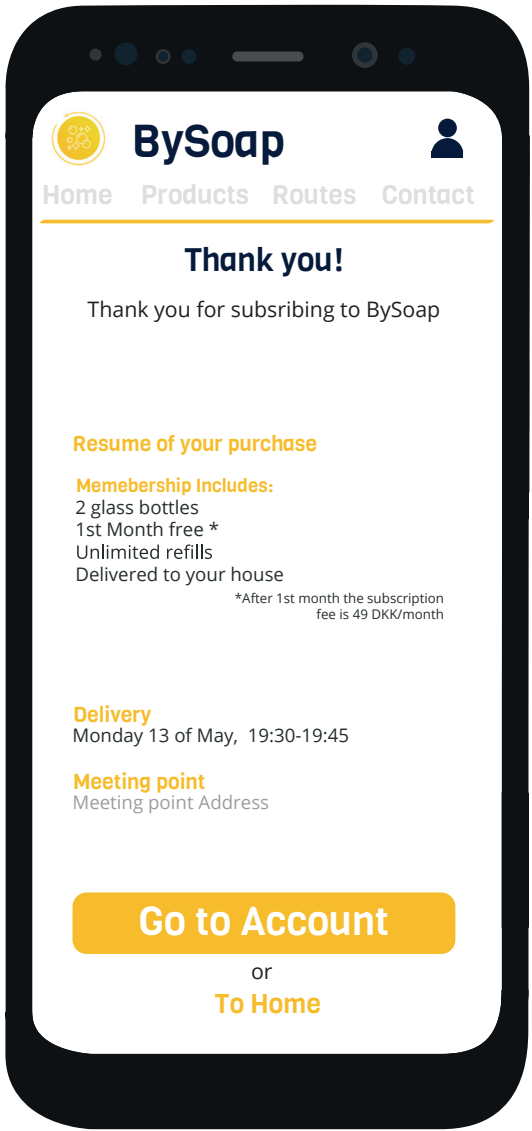 BySoap
Home Products Routes Contact
Thank you!
Thank you for subsribing to BySoap
Resume of your purchase
Memebership Includes:
2 glass bottles
1st Month free *
Unlimited refills
Delivered to your house
*After 1st month the subscription
fee is 49 DKK/month
Delivery
Monday 13 of May, 19:30-19:45
Meeting point
Meeting point Address
Go to Account
or
To Home